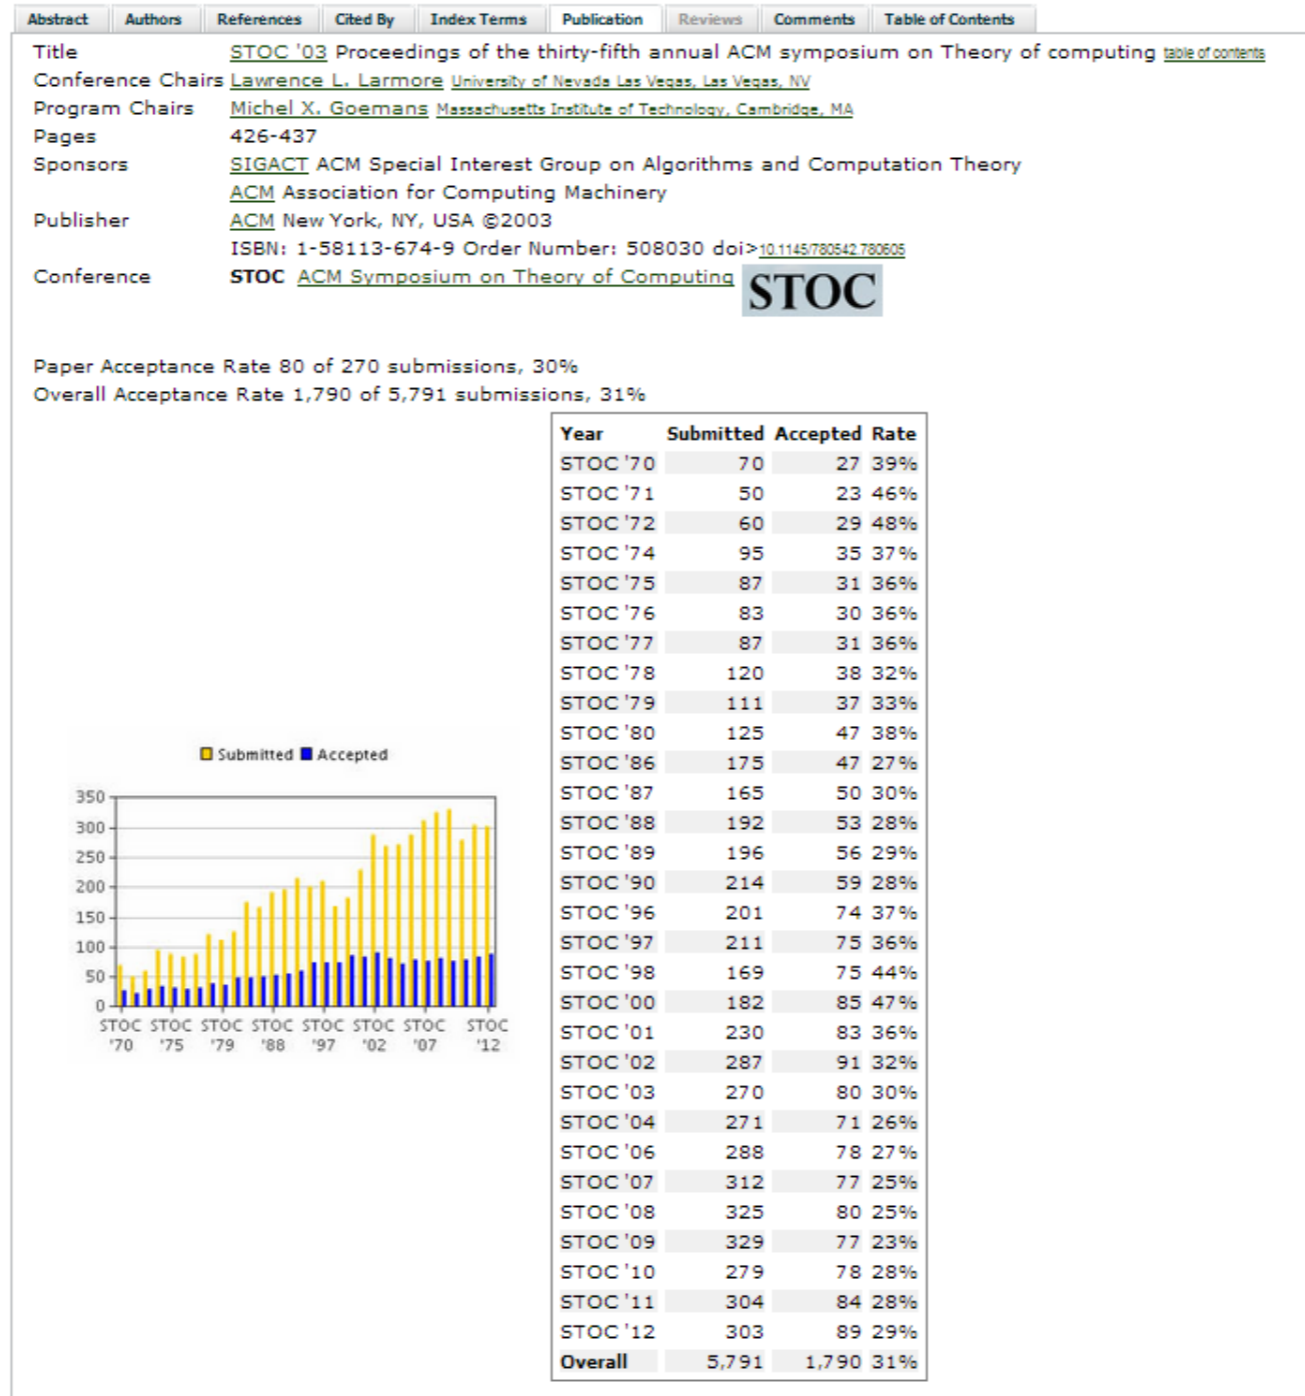 Abstract Authors References Cited By Index Terms Publication Reviews Comments Table of Contents
Title STOC '03 Proceedings of the thirty-fifth annual ACM symposium on Theory of computing table of contents
Conference Chairs Lawrence L. Larmore University of Nevada Las Vegas, Las Vegas, NV
Program Chairs Michel X. Goemans Massachusetts Institute of Technology, Cambridge, MA
Pages 426-437
Sponsors SIGACT ACM Special Interest Group on Algorithms and Computation Theory
ACM Association for Computing Machinery
Publisher ACM New York, NY, USA ©2003
ISBN: 1-58113-674-9 Order Number: 508030 doi>10.1145/780542.780605
Conference STOC ACM Symposium on Theory of Computing STOC
Paper Acceptance Rate 80 of 270 submissions, 30%
Overall Acceptance Rate 1,790 of 5,791 submissions, 31%
Submitted Accepted
350
300
250
200
150
100
50
0
STOC STOC STOC STOC STOC STOC STOC STOC
'70 '75 '79 '88 '97 '02 '07 '12
Year Submitted Accepted Rate
STOC '70 70 27 39%
STOC '71 50 23 46%
STOC '72 60 29 48%
STOC '74 95 35 37%
STOC '75 87 31 36%
STOC '76 83 30 36%
STOC '77 87 31 36%
STOC '78 120 38 32%
STOC '79 111 37 33%
STOC '80 125 47 38%
STOC '86 175 47 27%
STOC '87 165 50 30%
STOC '88 192 53 28%
STOC '89 196 56 29%
STOC '90 214 59 28%
STOC '96 201 74 37%
STOC '97 211 75 36%
STOC '98 169 75 44%
STOC '00 182 85 47%
STOC '01 230 83 36%
STOC '02 287 91 32%
STOC '03 270 80 30%
STOC '04 271 71 26%
STOC '06 288 78 27%
STOC '07 312 77 25%
STOC '08 325 80 25%
STOC '09 329 77 23%
STOC '10 279 78 28%
STOC '11 304 84 28%
STOC '12 303 89 29%
Overall 5,791 1,790 31%